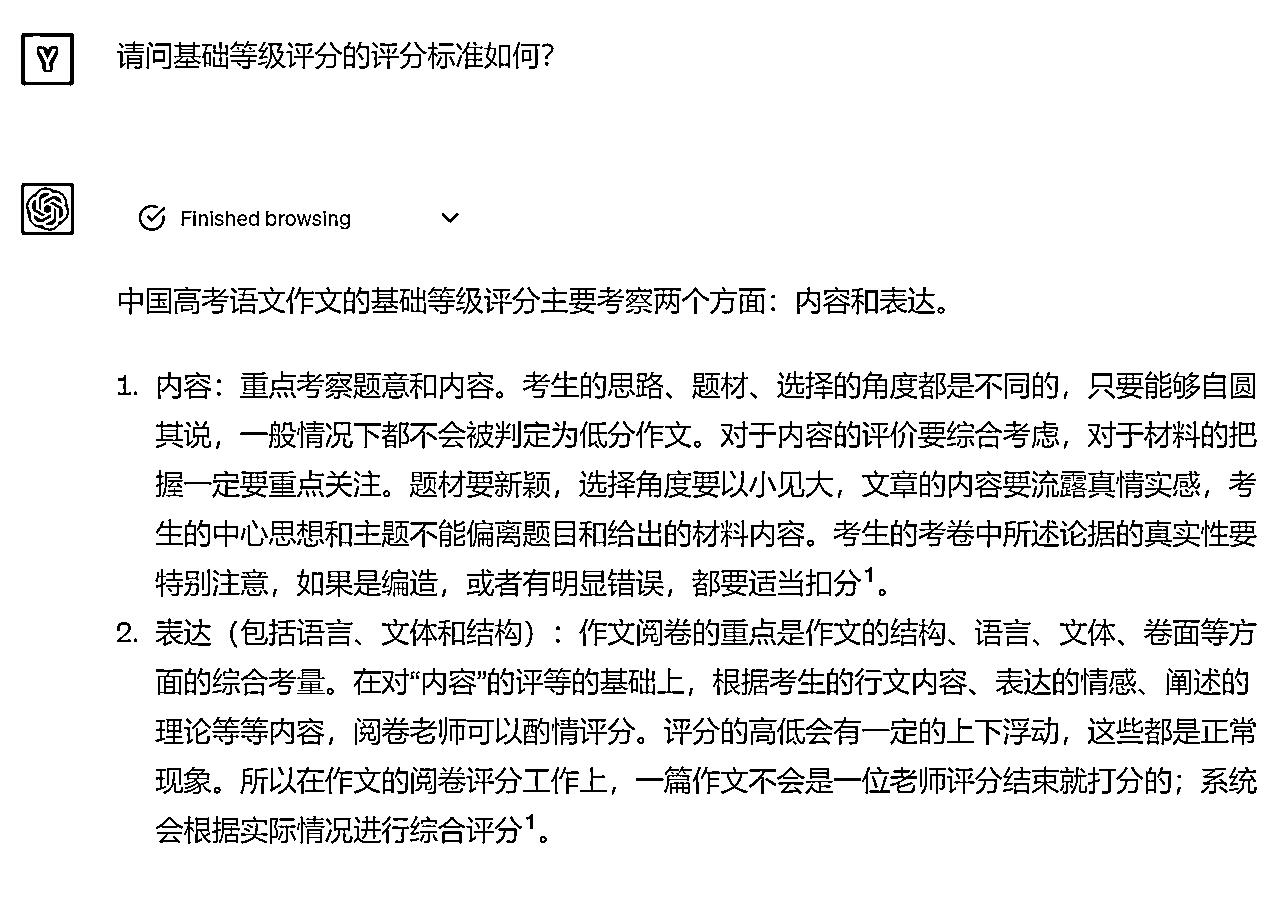 Y
请问基础等级评分的评分标准如何？
Finished browsing
中国高考语文作文的基础等级评分主要考察两个方面：内容和表达。
1. 内容：重点考察题意和内容。考生的思路、题材、选择的角度都是不同的，只要能够自圆
其说，一般情况下都不会被判定为低分作文。对于内容的评价要综合考虑，对于材料的把
握一定要重点关注。题材要新颖，选择角度要以小见大，文章的内容要流露真情实感，考
生的中心思想和主题不能偏离题目和给出的材料内容。考生的考卷中所述论据的真实性要
特别注意，如果是编造，或者有明显错误，都要适当扣分¹。
2. 表达（包括语言、文体和结构）：作文阅卷的重点是作文的结构、语言、文体、卷面等方
面的综合考量。在对“内容”的评等的基础上，根据考生的行文内容、表达的情感、阐述的
理论等等内容，阅卷老师可以酌情评分。评分的高低会有一定的上下浮动，这些都是正常
现象。所以在作文的阅卷评分工作上，一篇作文不会是一位老师评分结束就打分的；系统
会根据实际情况进行综合评分¹。